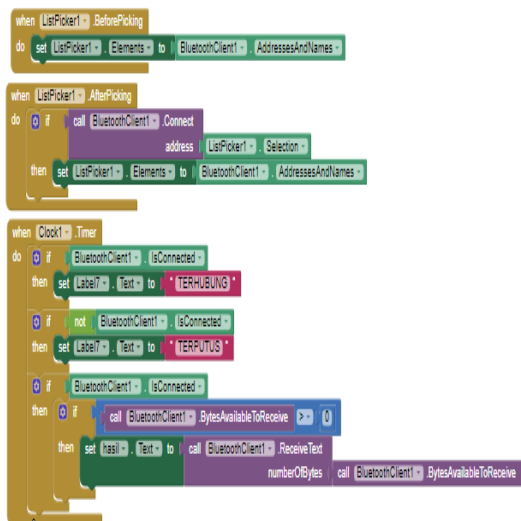 when ListPicker1 .BeforePicking
do set ListPicker1 . Elements to BluetoothClient1 . AddressesAndNames
when ListPicker1 .AfterPicking
do if call BluetoothClient1 .Connect
address ListPicker1 . Selection
then set ListPicker1 . Elements to BluetoothClient1 . AddressesAndNames
when Clock1 .Timer
do if BluetoothClient1 . IsConnected
then set Label7 . Text to " TERHUBUNG "
if not BluetoothClient1 . IsConnected
then set Label7 . Text to " TERPUTUS "
if BluetoothClient1 . IsConnected
then if call BluetoothClient1 .BytesAvailableToReceive > 0
then set hasil . Text to call BluetoothClient1 .ReceiveText
numberOfBytes call BluetoothClient1 .BytesAvailableToReceive